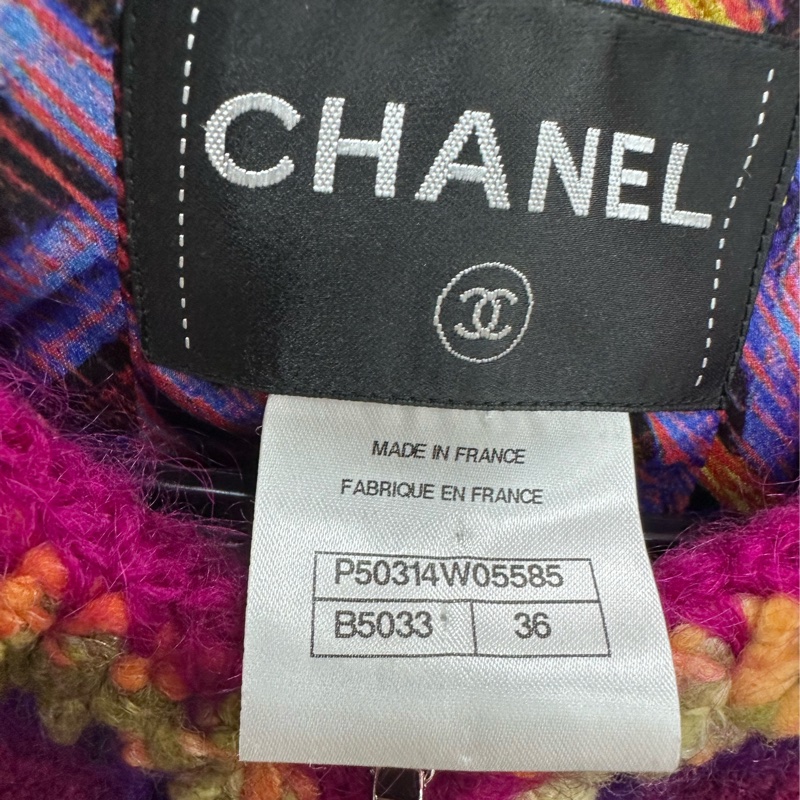 CHANEL
MADE IN FRANCE
FABRIQUE EN FRANCE
P50314W05585
B5033 36